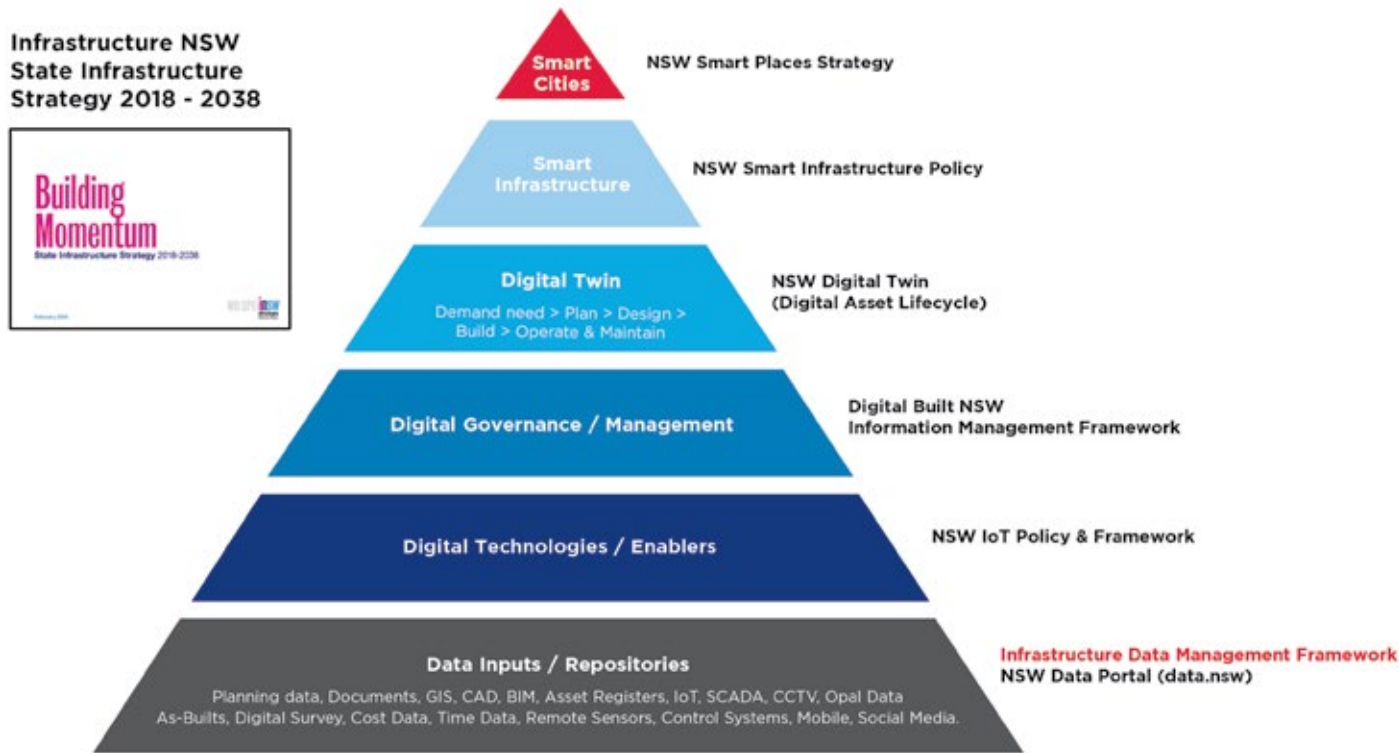 Infrastructure NSW
State Infrastructure
Strategy 2018 - 2038
Building
Momentum
State Infrastructure Strategy 2018-2038
Smart
Cities
NSW Smart Places Strategy
Smart
Infrastructure
NSW Smart Infrastructure Policy
Digital Twin
Demand need > Plan > Design >
Build > Operate & Maintain
NSW Digital Twin
(Digital Asset Lifecycle)
Digital Governance / Management
Digital Built NSW
Information Management Framework
Digital Technologies / Enablers
NSW IoT Policy & Framework
Data Inputs / Repositories
Planning data, Documents, GIS, CAD, BIM, Asset Registers, IoT, SCADA, CCTV, Opal Data
As-Builts, Digital Survey, Cost Data, Time Data, Remote Sensors, Control Systems, Mobile, Social Media.
Infrastructure Data Management Framework
NSW Data Portal (data.nsw)